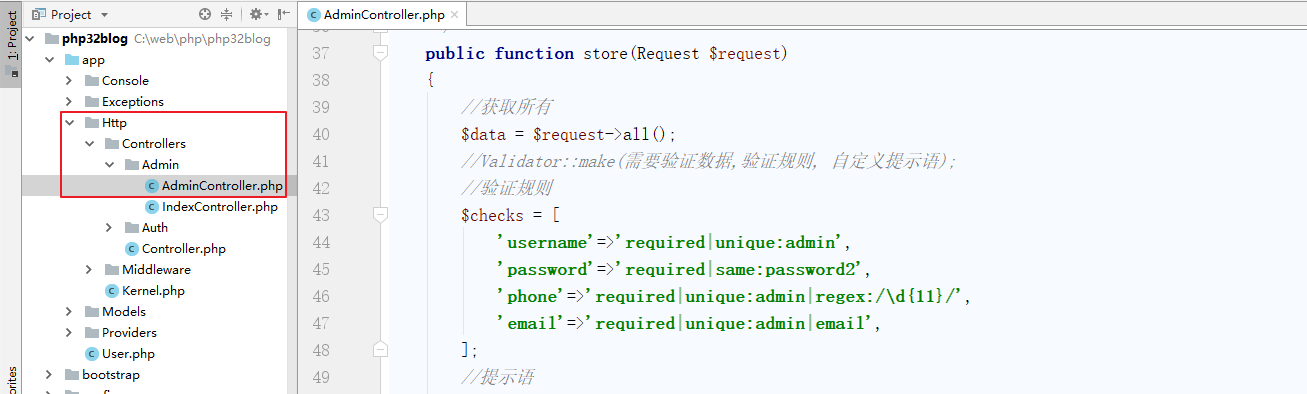 1: Project
Project
php32blog C:\web\php\php32blog
app
Console
Exceptions
Http
Controllers
Admin
AdminController.php
IndexController.php
Auth
Controller.php
Middleware
Kernel.php
Models
Providers
User.php
bootstrap
AdminController.php
37 public function store(Request $request)
38 {
39 //获取所有
40 $data = $request->all();
41 //Validator::make(需要验证数据,验证规则, 自定义提示语);
42 //验证规则
43 $checks = [
44 'username'=>'required|unique:admin',
45 'password'=>'required|same:password2',
46 'phone'=>'required|unique:admin|regex:/\d{11}/',
47 'email'=>'required|unique:admin|email',
48 ];
49 //提示语